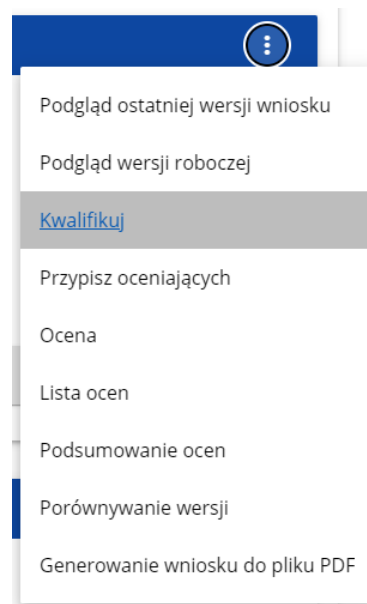 Podgląd ostatniej wersji wniosku
Podgląd wersji roboczej
Kwalifikuj
Przypisz oceniających
Ocena
Lista ocen
Podsumowanie ocen
Porównywanie wersji
Generowanie wniosku do pliku PDF